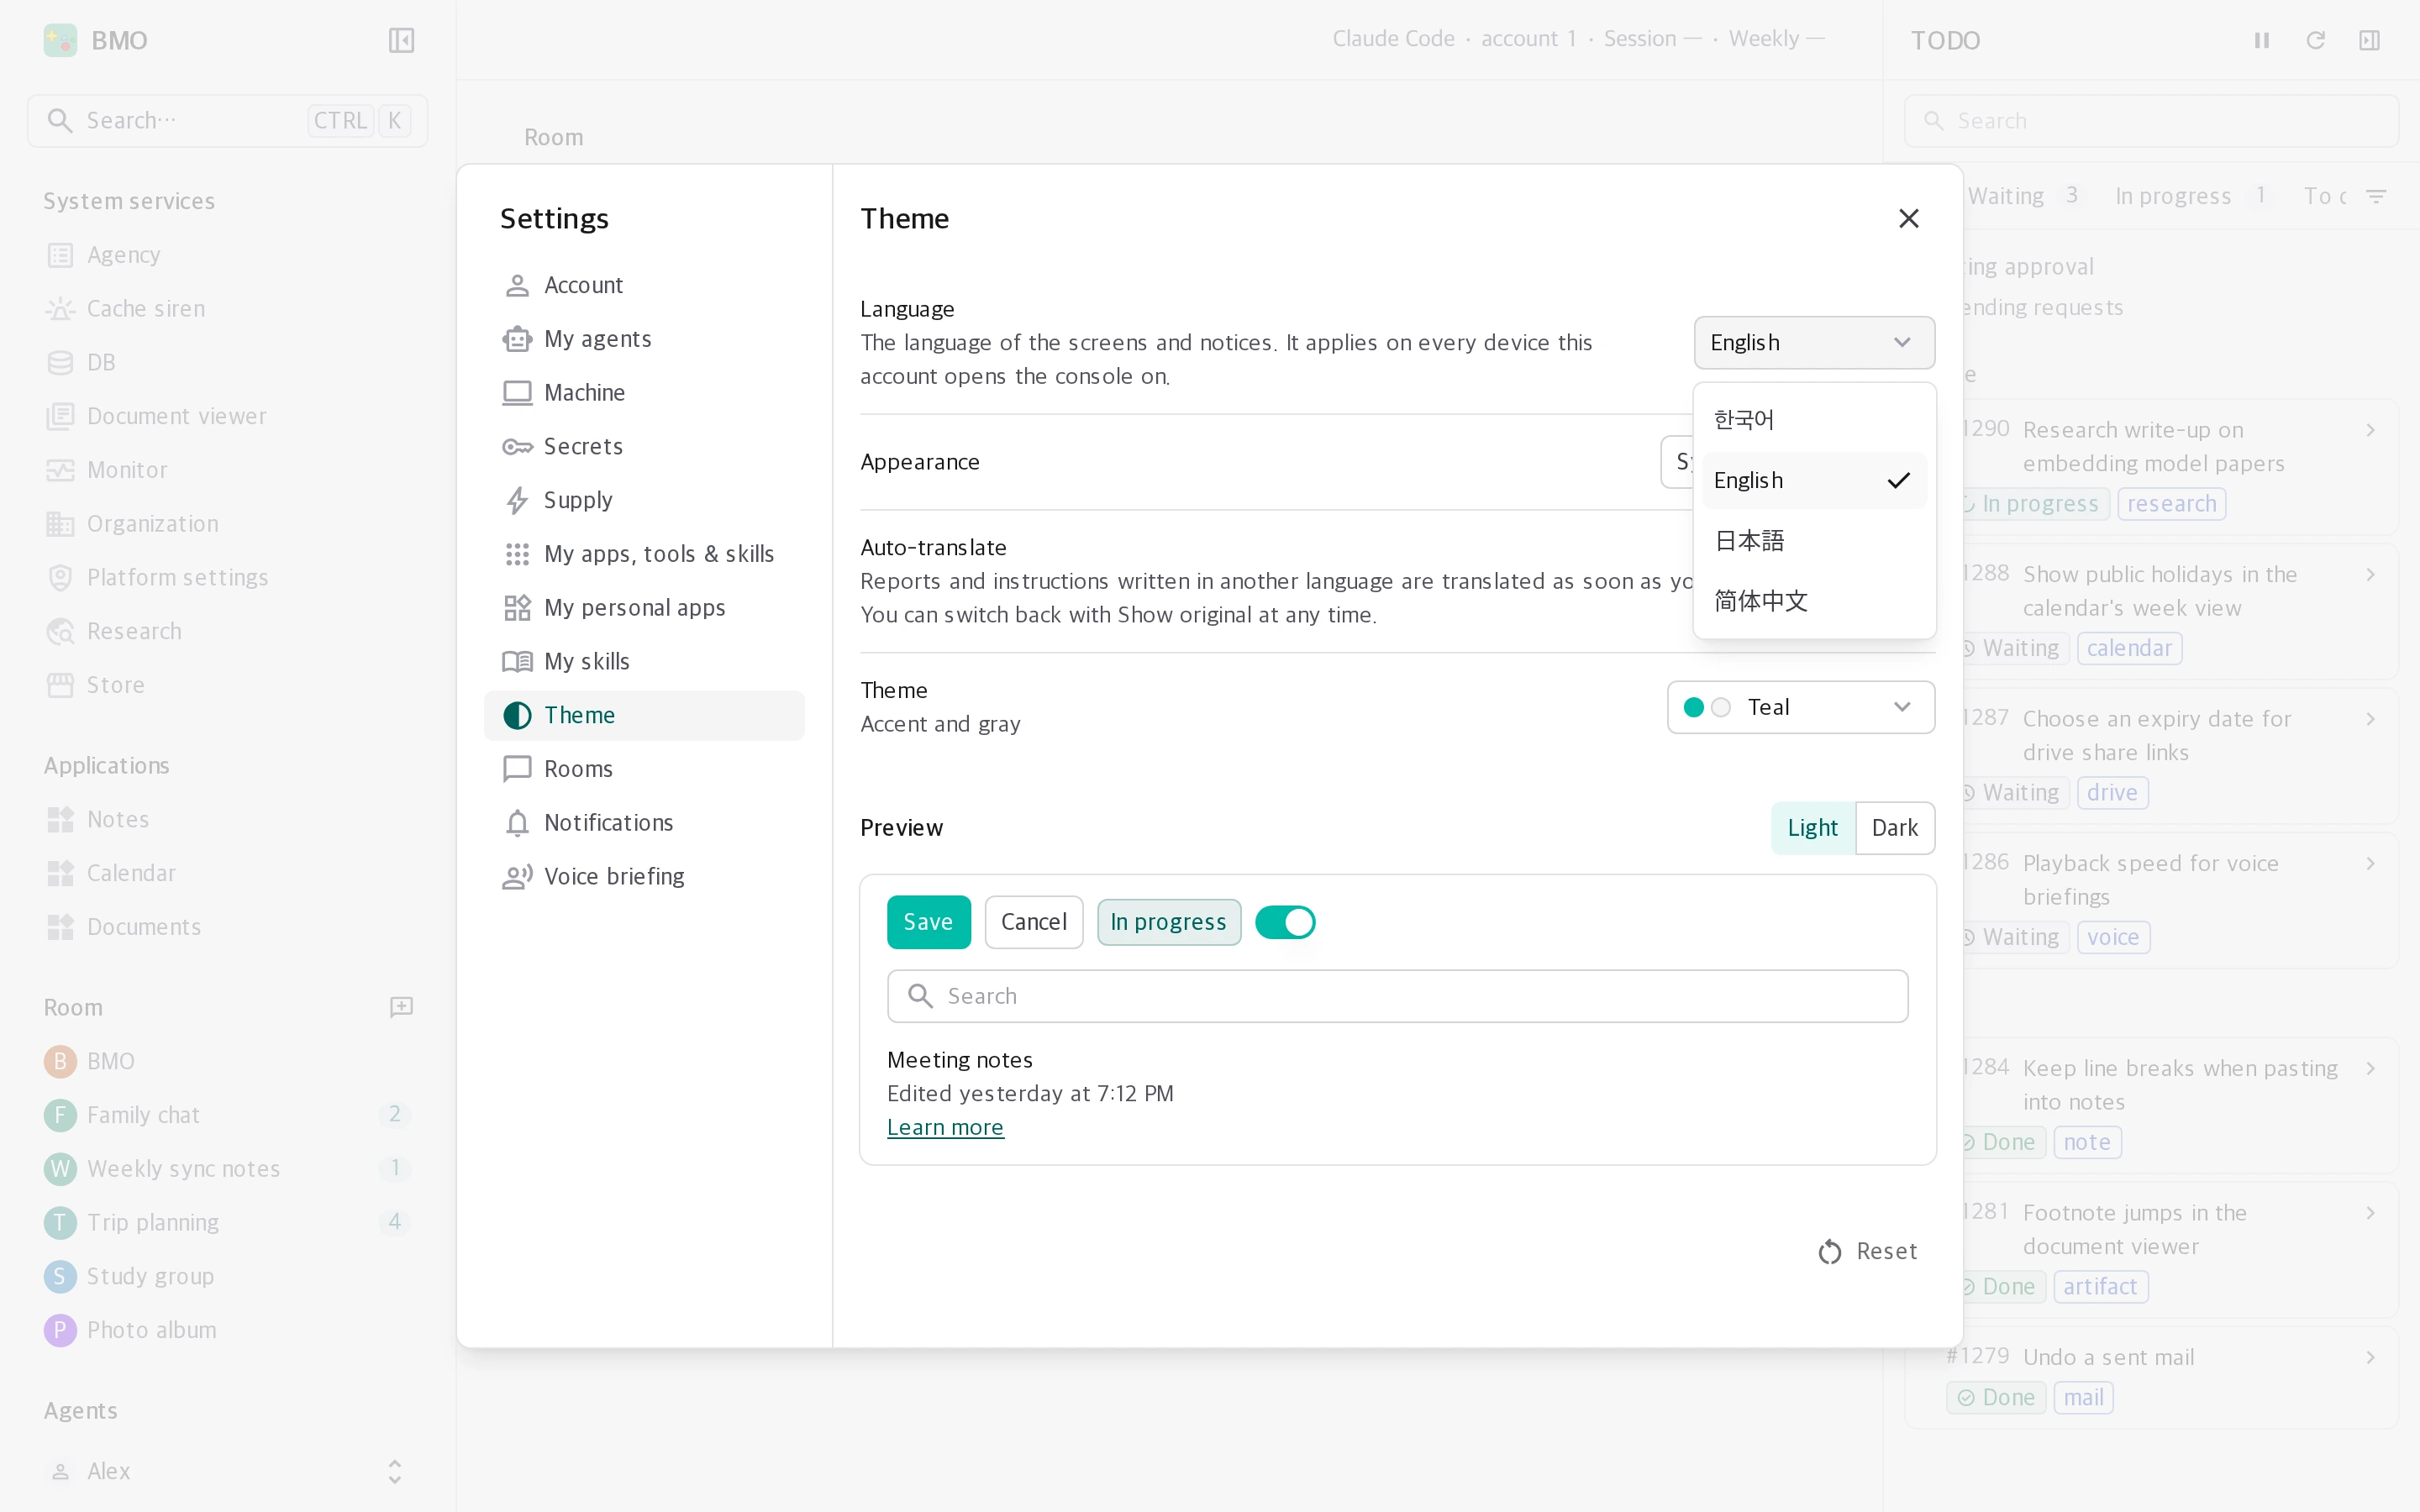 BMO
Search…
CTRL K
System services
Agency
Cache siren
DB
Document viewer
Monitor
Organization
Platform settings
Research
Store
Applications
Notes
Calendar
Documents
Room
B BMO
F Family chat 2
W Weekly sync notes 1
T Trip planning 4
S Study group
P Photo album
Agents
Alex
Claude Code · account 1 · Session — · Weekly —
Room
Settings
Account
My agents
Machine
Secrets
Supply
My apps, tools & skills
My personal apps
My skills
Theme
Rooms
Notifications
Voice briefing
Theme
Language
The language of the screens and notices. It applies on every device this
account opens the console on.
English
한국어
English
日本語
简体中文
Appearance
Auto-translate
Reports and instructions written in another language are translated as soon as
You can switch back with Show original at any time.
Theme
Accent and gray
Teal
Preview
Light Dark
Save Cancel In progress
Search
Meeting notes
Edited yesterday at 7:12 PM
Learn more
Reset
TODO
Search
Waiting 3 In progress 1 To
approval
requests
1290 Research write-up on
embedding model papers
In progress research
1288 Show public holidays in the
calendar's week view
Waiting calendar
1287 Choose an expiry date for
drive share links
Waiting drive
1286 Playback speed for voice
briefings
Waiting voice
1284 Keep line breaks when pasting
into notes
Done note
1281 Footnote jumps in the
document viewer
Done artifact
#1279 Undo a sent mail
Done mail